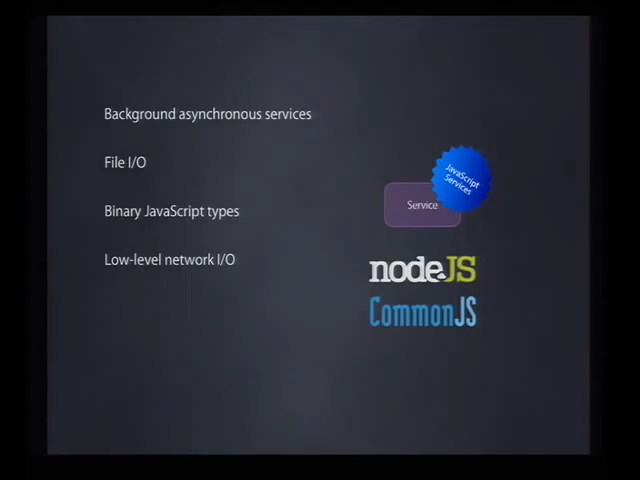 Background asynchronous services
File I/O
Binary JavaScript types
Low-level network I/O
JavaScript
Services
Service
nodeJS
CommonJS